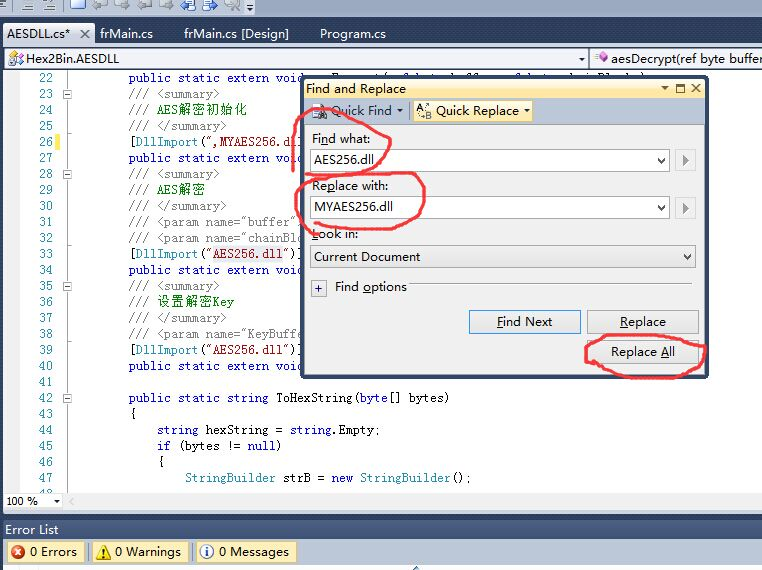 AESDLL.cs* × frMain.cs frMain.cs [Design] Program.cs
Hex2Bin.AESDLL aesDecrypt(ref byte buffer
22 public static extern void
23 /// <summary>
24 /// AES解密初始化
25 /// </summary>
26 [DllImport(",MYAES256.dll
27 public static extern void
28 /// <summary>
29 /// AES解密
30 /// </summary>
31 /// <param name="buffer"
32 /// <param name="chainBlo
33 [DllImport("AES256.dll")]
34 public static extern void
35 /// <summary>
36 /// 设置解密Key
37 /// </summary>
38 /// <param name="KeyBuffe
39 [DllImport("AES256.dll")]
40 public static extern void
41
42 public static string ToHexString(byte[] bytes)
43 {
44 string hexString = string.Empty;
45 if (bytes != null)
46 {
47 StringBuilder strB = new StringBuilder();
100 %
Find and Replace
Quick Find Quick Replace
Find what:
AES256.dll
Replace with:
MYAES256.dll
Look in:
Current Document
+ Find options
Find Next Replace
Replace All
Error List
0 Errors 0 Warnings 0 Messages